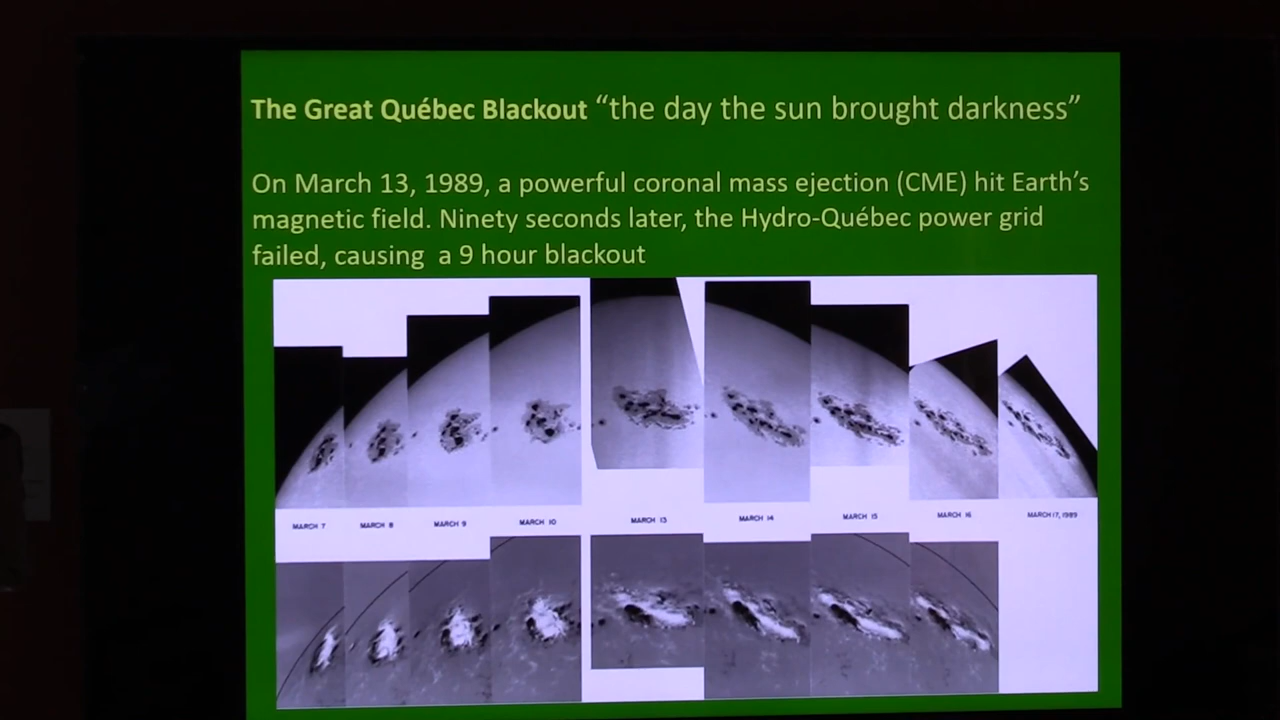 The Great Québec Blackout “the day the sun brought darkness”
On March 13, 1989, a powerful coronal mass ejection (CME) hit Earth’s
magnetic field. Ninety seconds later, the Hydro-Québec power grid
failed, causing a 9 hour blackout
MARCH 7 MARCH 8 MARCH 9 MARCH 10 MARCH 13 MARCH 14 MARCH 15 MARCH 16 MARCH 17, 1989